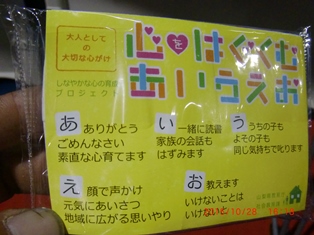 大人としての
大切な心がけ
しなやかな心の育成
プロジェクト
心をはぐくむ
あいうえお
あ ありがとう
ごめんなさい
素直な心育てます
い 一緒に読書
家族の会話も
はずみます
う うちの子も
よその子も
同じ気持ちで叱ります
え 顔で声かけ
元気にあいさつ
地域に広がる思いやり
お 教えます
いけないことは
いけないと